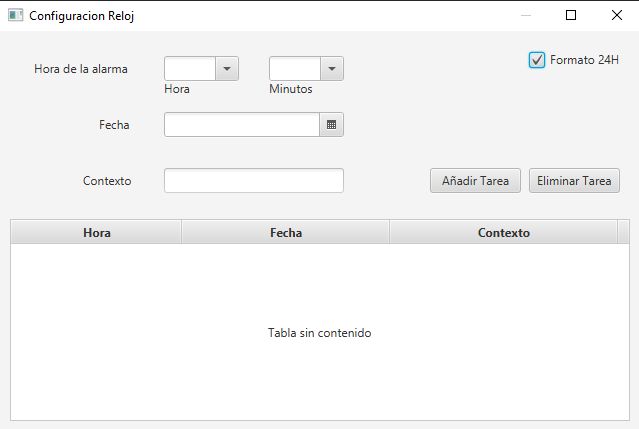 Configuracion Reloj
Hora de la alarma
Formato 24H
Hora
Minutos
Fecha
Contexto
Añadir Tarea
Eliminar Tarea
Hora
Fecha
Contexto
Tabla sin contenido